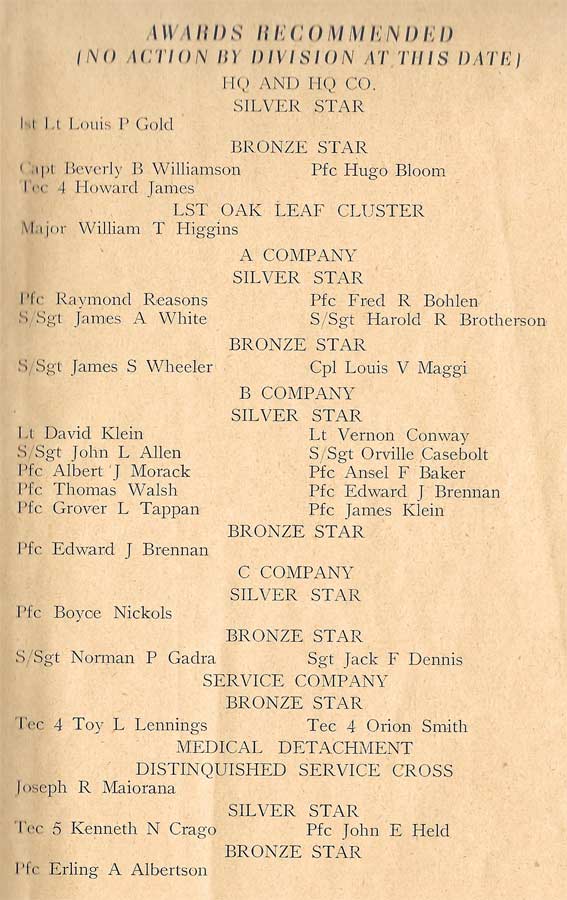 AWARDS RECOMMENDED
(NO ACTION BY DIVISION AT THIS DATE)
HQ AND HQ CO.
SILVER STAR
1st Lt Louis P Gold
BRONZE STAR
Capt Beverly B Williamson Pfc Hugo Bloom
Tec 4 Howard James
LST OAK LEAF CLUSTER
Major William T Higgins
A COMPANY
SILVER STAR
Pfc Raymond Reasons Pfc Fred R Bohlen
S/Sgt James A White S/Sgt Harold R Brotherson
BRONZE STAR
S/Sgt James S Wheeler Cpl Louis V Maggi
B COMPANY
SILVER STAR
Lt David Klein Lt Vernon Conway
S/Sgt John L Allen S/Sgt Orville Casebolt
Pfc Albert J Morack Pfc Ansel F Baker
Pfc Thomas Walsh Pfc Edward J Brennan
Pfc Grover L Tappan Pfc James Klein
BRONZE STAR
Pfc Edward J Brennan
C COMPANY
SILVER STAR
Pfc Boyce Nickols
BRONZE STAR
S/Sgt Norman P Gadra Sgt Jack F Dennis
SERVICE COMPANY
BRONZE STAR
Tec 4 Toy L Lennings Tec 4 Orion Smith
MEDICAL DETACHMENT
DISTINQUISHED SERVICE CROSS
Joseph R Maiorana
SILVER STAR
Tec 5 Kenneth N Crago Pfc John E Held
BRONZE STAR
Pfc Erling A Albertson